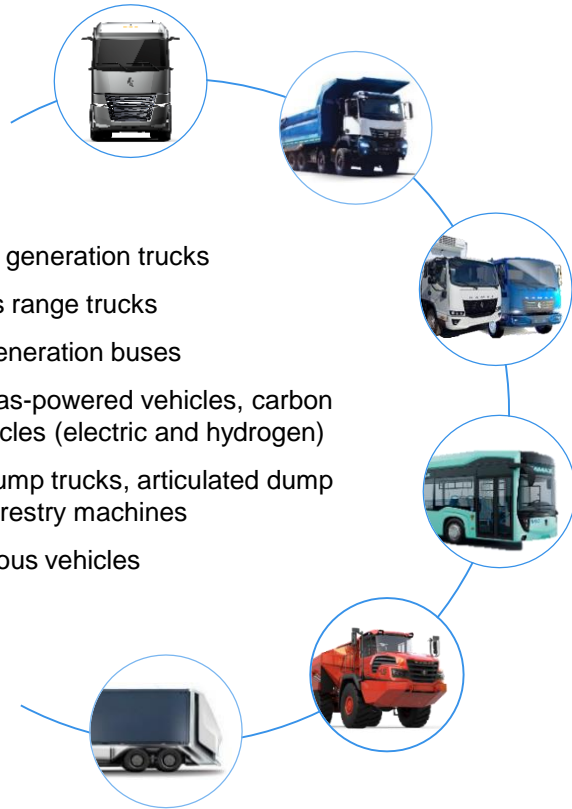 generation trucks
s range trucks
eneration buses
as-powered vehicles, carbon
cles (electric and hydrogen)
ump trucks, articulated dump
restry machines
ous vehicles